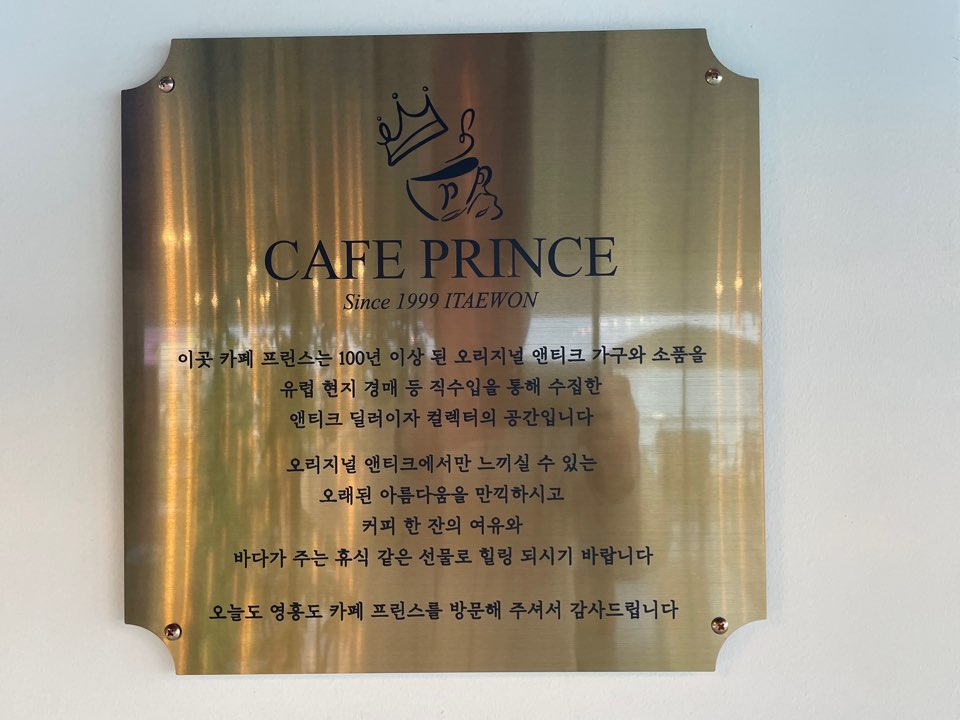 CAFE PRINCE
Since 1999 ITAEWON
이곳 카페 프린스는 100년 이상 된 오리지널 앤티크 가구와 소품을
유럽 현지 경매 등 직수입을 통해 수집한
앤티크 딜러이자 컬렉터의 공간입니다
오리지널 앤티크에서만 느끼실 수 있는
오래된 아름다움을 만끽하시고
커피 한 잔의 여유와
바다가 주는 휴식 같은 선물로 힐링 되시기 바랍니다
오늘도 영흥도 카페 프린스를 방문해 주셔서 감사드립니다